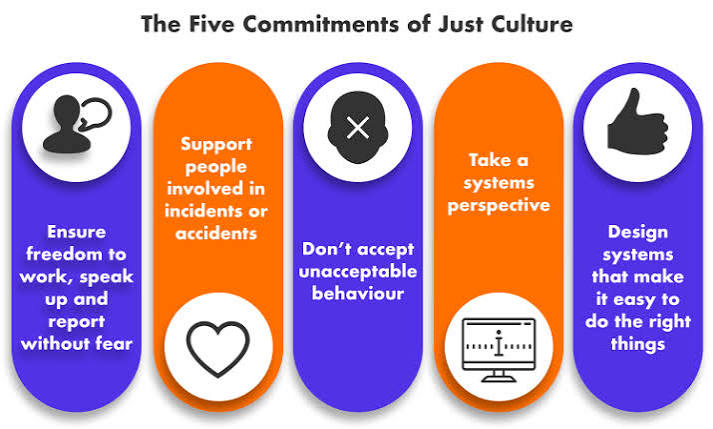 The Five Commitments of Just Culture
Ensure
freedom to
work, speak
up and
report
without fear
Support
people
involved in
incidents or
accidents
Don't accept
unacceptable
behaviour
Take a
systems
perspective
Design
systems
that make
it easy to
do the right
things